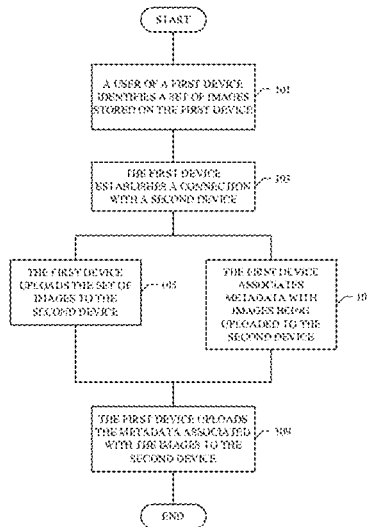 START
A USER OF A FIRST DEVICE
IDENTIFIES A SET OF IMAGES
STORED ON THE FIRST DEVICE
THE FIRST DEVICE
ESTABLISHES A CONNECTION
WITH A SECOND DEVICE
THE FIRST DEVICE
UPLOADS THE SET OF
IMAGES TO THE
SECOND DEVICE
THE FIRST DEVICE
ASSOCIATES
METADATA WITH
IMAGES BEING
UPLOADED TO THE
SECOND DEVICE
10
THE FIRST DEVICE UPLOADS
THE METADATA ASSOCIATED
WITH THE IMAGES TO THE
SECOND DEVICE
END